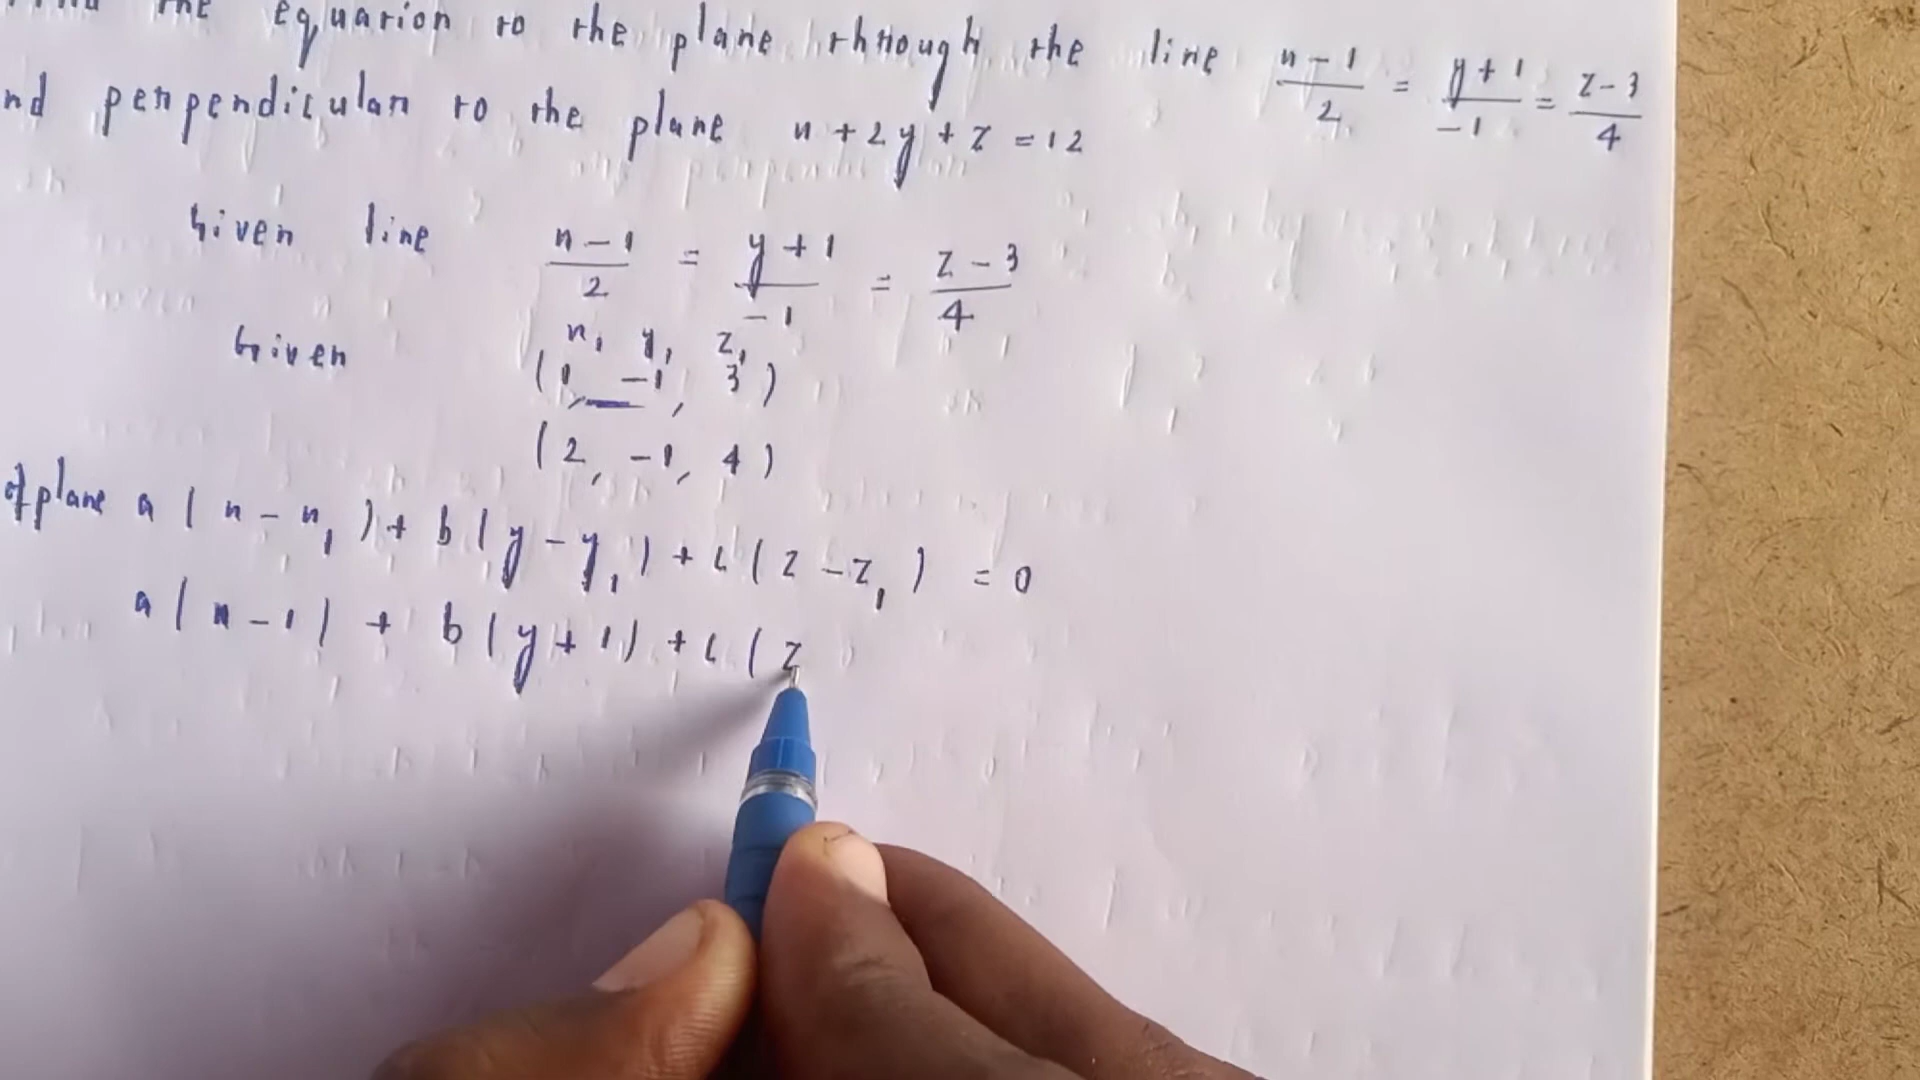 the equation to the plane through the line x-1/2 = y+1/-1 = z-3/4
nd perpendicular to the plane x+2y+z=12
Given line x-1/2 = y+1/-1 = z-3/4
x₁ y₁ z₁
Given (1, -1, 3)
(2, -1, 4)
of plane a(x-x₁)+b(y-y₁)+c(z-z₁)=0
a(x-1)+b(y+1)+c(z